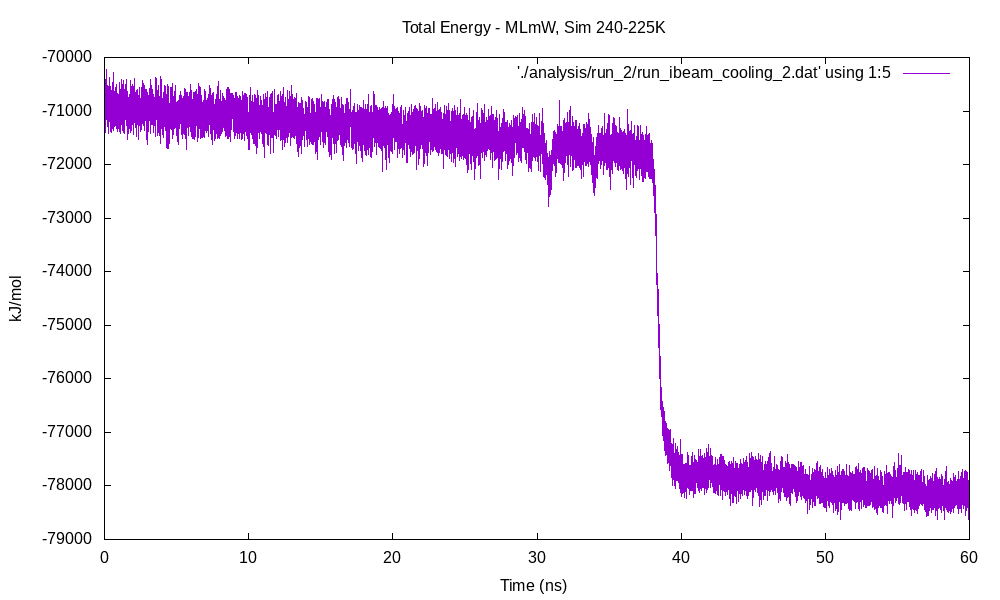 Total Energy - MLmW, Sim 240-225K
'./analysis/run_2/run_ibeam_cooling_2.dat' using 1:5
-70000
-71000
-72000
-73000
-74000
-75000
-76000
-77000
-78000
-79000
kJ/mol
0 10 20 30 40 50 60
Time (ns)